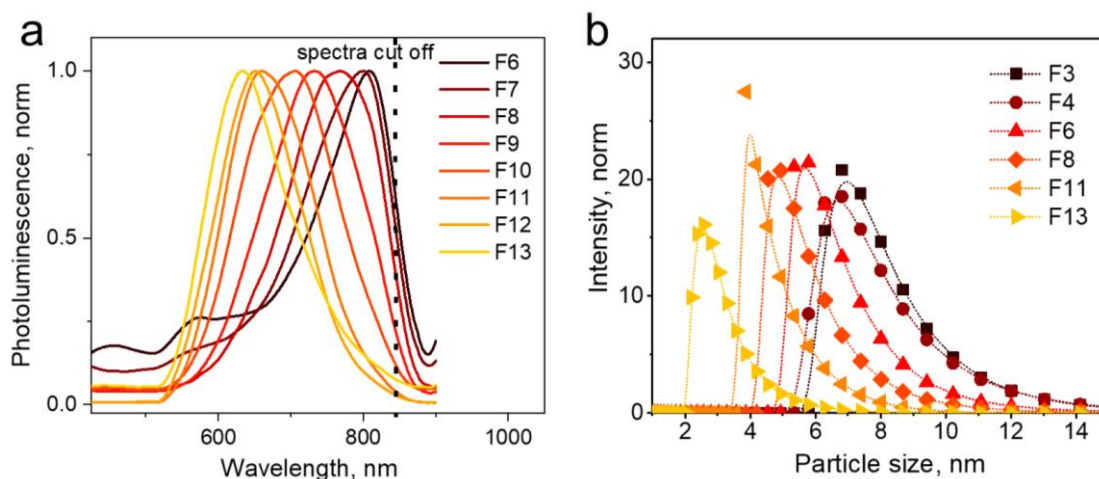 a
spectra cut off
F6
F7
F8
F9
F10
F11
F12
F13
1.0
0.5
0.0
Photoluminescence, norm
600
800
1000
Wavelength, nm
b
30
20
10
0
Intensity, norm
F3
F4
F6
F8
F11
F13
2
4
6
8
10
12
14
Particle size, nm